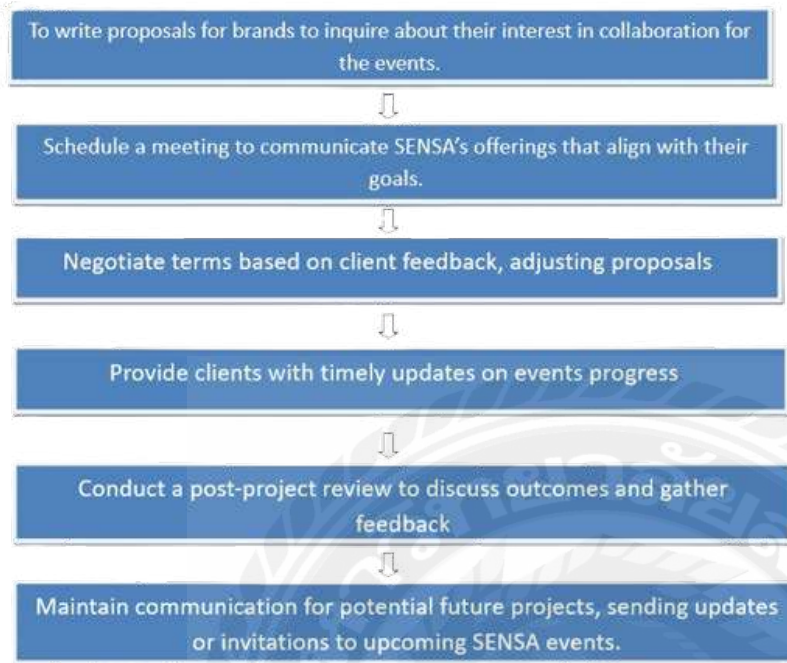 To write proposals for brands to inquire about their interest in collaboration for
the events.
Schedule a meeting to communicate SENSA's offerings that align with their
goals.
Negotiate terms based on client feedback, adjusting proposals
Provide clients with timely updates on events progress
Conduct a post-project review to discuss outcomes and gather
feedback
Maintain communication for potential future projects, sending updates
or invitations to upcoming SENSA events.